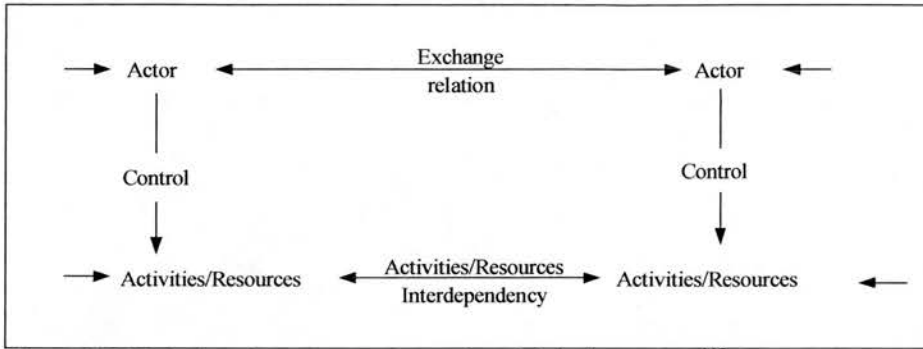 Exchange
Actor
relation
Actor
Control
Control
Activities/Resources
Activities/Resources
Interdependency
Activities/Resources